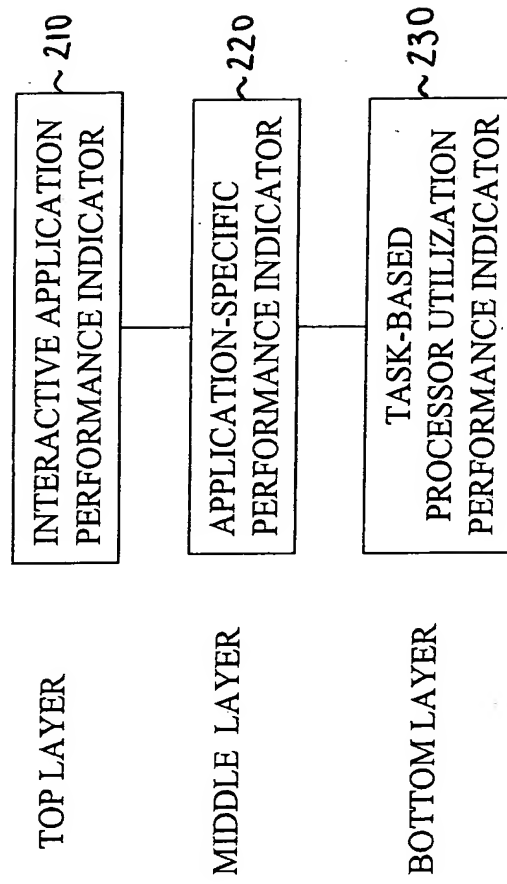 TOP LAYER
INTERACTIVE APPLICATION
PERFORMANCE INDICATOR
210
MIDDLE LAYER
APPLICATION-SPECIFIC
PERFORMANCE INDICATOR
220
BOTTOM LAYER
TASK-BASED
PROCESSOR UTILIZATION
PERFORMANCE INDICATOR
230